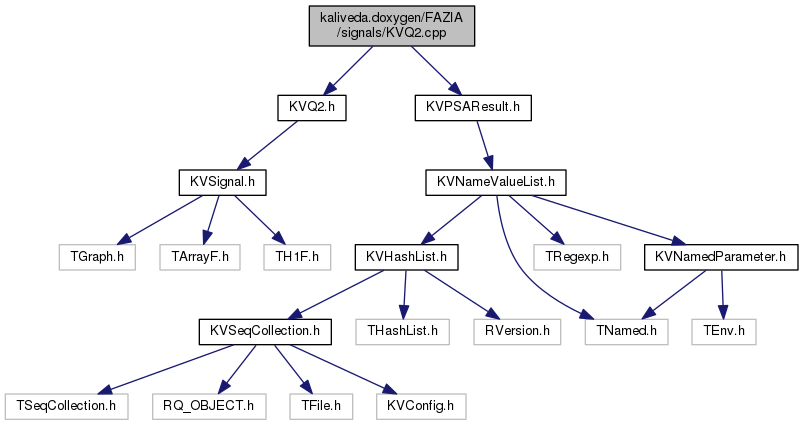 kaliveda.doxygen/FAZIA
/signals/KVQ2.cpp
KVQ2.h
KVPSAResult.h
KVSignal.h
KVNameValueList.h
TGraph.h
TArrayF.h
TH1F.h
KVHashList.h
TRegexp.h
KVNamedParameter.h
KVSeqCollection.h
THashList.h
RVersion.h
TNamed.h
TEnv.h
TSeqCollection.h
RQ_OBJECT.h
TFile.h
KVConfig.h